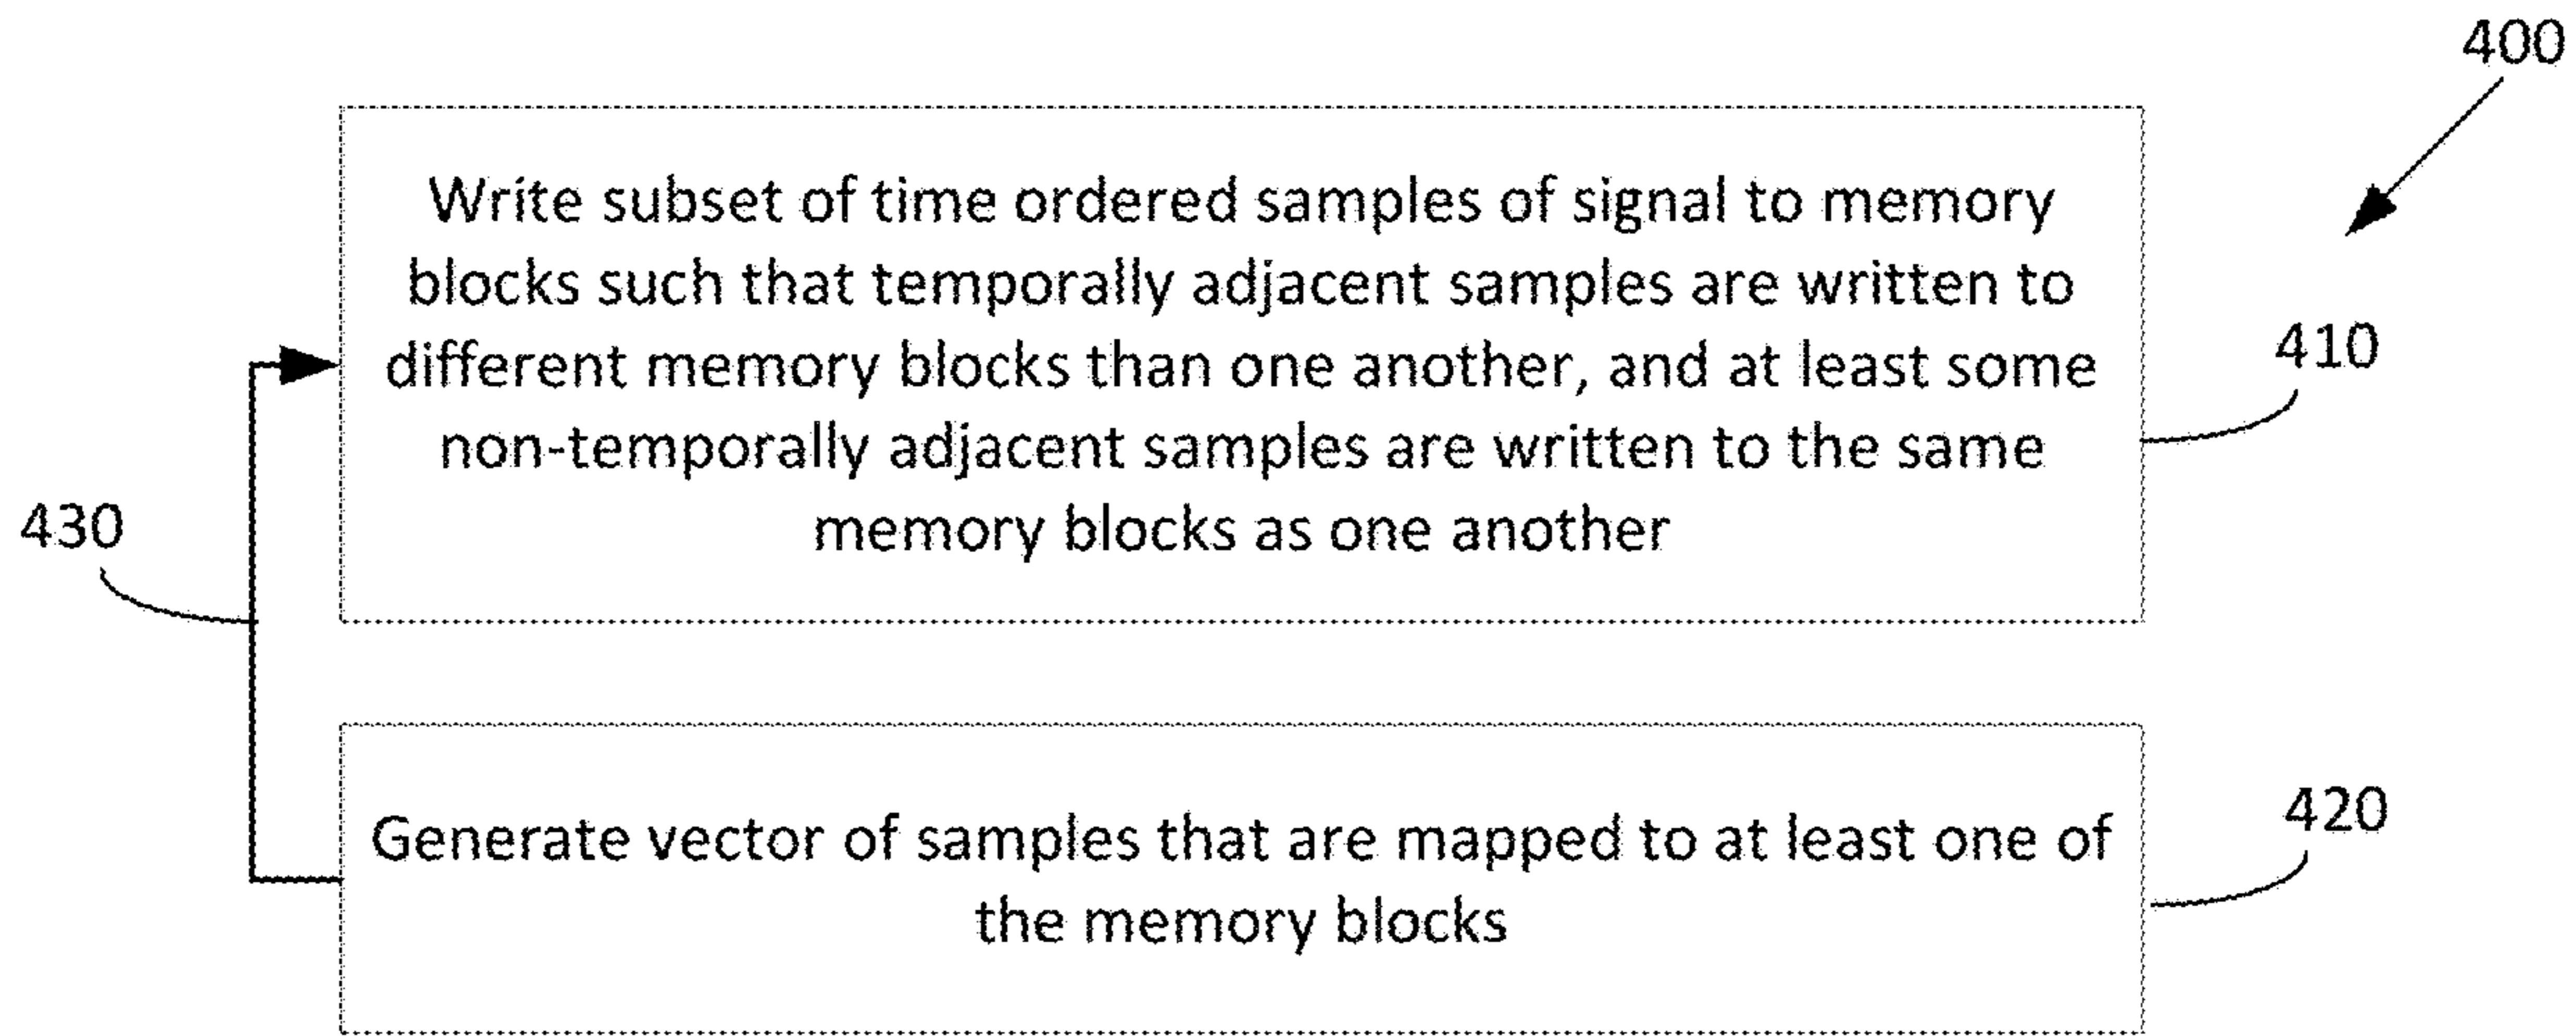 400
Write subset of time ordered samples of signal to memory
blocks such that temporally adjacent samples are written to
different memory blocks than one another, and at least some
non-temporally adjacent samples are written to the same
memory blocks as one another
410
430
Generate vector of samples that are mapped to at least one of
the memory blocks
420